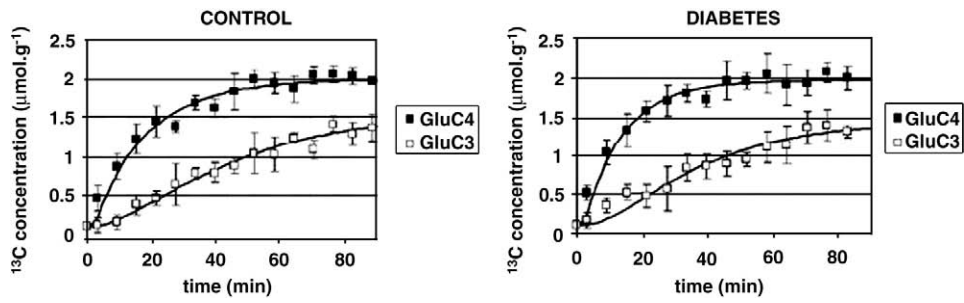 CONTROL
¹³C concentration (μmol.g⁻¹)
2.5
2
1.5
1
0.5
0
0 20 40 60 80
time (min)
GluC4
GluC3
DIABETES
¹³C concentration (μmol.g⁻¹)
2.5
2
1.5
1
0.5
0
0 20 40 60 80
time (min)
GluC4
GluC3